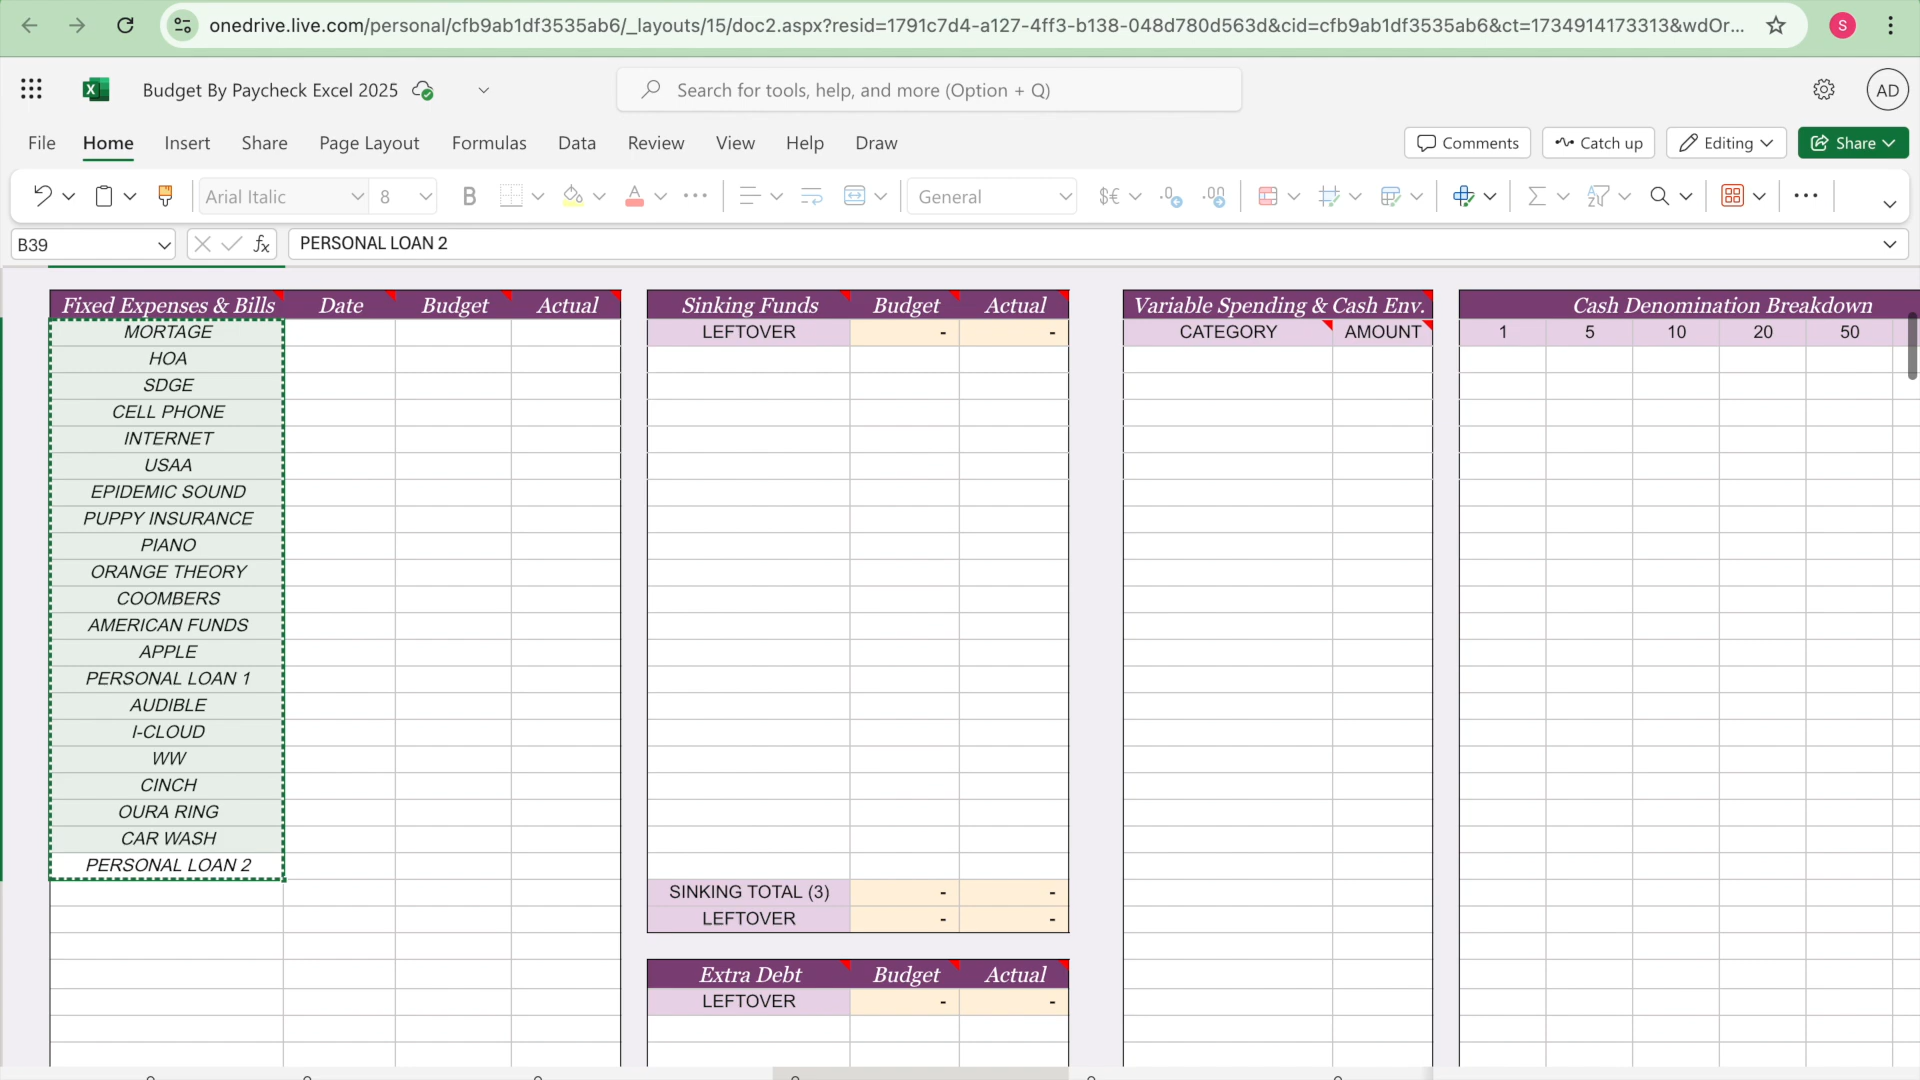 onedrive.live.com/personal/cfb9ab1df3535ab6/_layouts/15/doc2.aspx?resid=1791c7d4-a127-4ff3-b138-048d780d563d&cid=cfb9ab1df3535ab6&ct=1734914173313&wdOr...
S
Budget By Paycheck Excel 2025
Search for tools, help, and more (Option + Q)
AD
File Home Insert Share Page Layout Formulas Data Review View Help Draw
Comments Catch up Editing Share
Arial Italic 8 B A General $€
B39 fx PERSONAL LOAN 2
Fixed Expenses & Bills Date Budget Actual Sinking Funds Budget Actual Variable Spending & Cash Env. Cash Denomination Breakdown
MORTAGE LEFTOVER - - CATEGORY AMOUNT 1 5 10 20 50
HOA
SDGE
CELL PHONE
INTERNET
USAA
EPIDEMIC SOUND
PUPPY INSURANCE
PIANO
ORANGE THEORY
COOMBERS
AMERICAN FUNDS
APPLE
PERSONAL LOAN 1
AUDIBLE
I-CLOUD
WW
CINCH
OURA RING
CAR WASH
PERSONAL LOAN 2
SINKING TOTAL (3) - -
LEFTOVER - -
Extra Debt Budget Actual
LEFTOVER - -